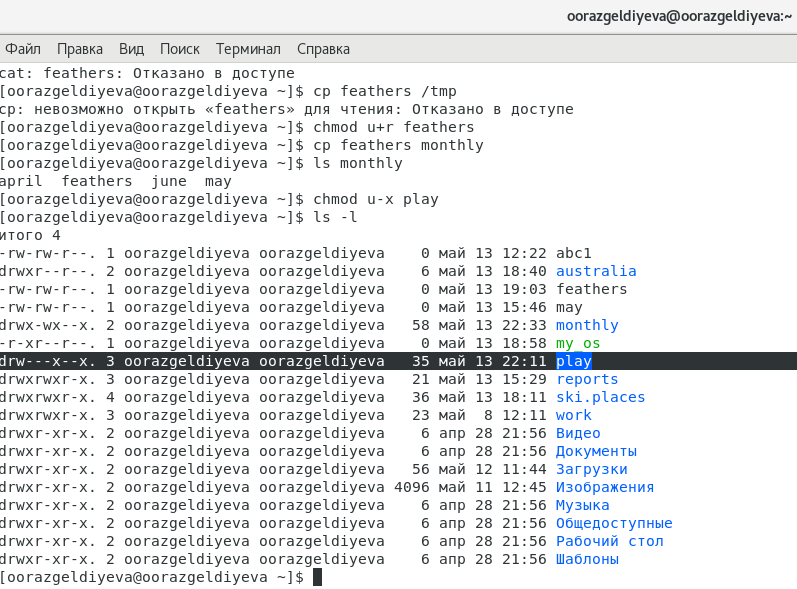 oorazgeldiyeva@oorazgeldiyeva:~
Файл Правка Вид Поиск Терминал Справка
cat: feathers: Отказано в доступе
[oorazgeldiyeva@oorazgeldiyeva ~]$ cp feathers /tmp
cp: невозможно открыть «feathers» для чтения: Отказано в доступе
[oorazgeldiyeva@oorazgeldiyeva ~]$ chmod u+r feathers
[oorazgeldiyeva@oorazgeldiyeva ~]$ cp feathers monthly
[oorazgeldiyeva@oorazgeldiyeva ~]$ ls monthly
april  feathers  june  may
[oorazgeldiyeva@oorazgeldiyeva ~]$ chmod u-x play
[oorazgeldiyeva@oorazgeldiyeva ~]$ ls -l
итого 4
-rw-rw-r--. 1 oorazgeldiyeva oorazgeldiyeva    0 май 13 12:22 abc1
drwxr--r--. 2 oorazgeldiyeva oorazgeldiyeva    6 май 13 18:40 australia
-rw-rw-r--. 1 oorazgeldiyeva oorazgeldiyeva    0 май 13 19:03 feathers
-rw-rw-r--. 1 oorazgeldiyeva oorazgeldiyeva    0 май 13 15:46 may
drwx-wx--x. 2 oorazgeldiyeva oorazgeldiyeva   58 май 13 22:33 monthly
-r-xr--r--. 1 oorazgeldiyeva oorazgeldiyeva    0 май 13 18:58 my_os
drw---x--x. 3 oorazgeldiyeva oorazgeldiyeva   35 май 13 22:11 play
drwxrwxr-x. 3 oorazgeldiyeva oorazgeldiyeva   21 май 13 15:29 reports
drwxrwxr-x. 4 oorazgeldiyeva oorazgeldiyeva   36 май 13 18:11 ski.places
drwxrwxr-x. 3 oorazgeldiyeva oorazgeldiyeva   23 май  8 12:11 work
drwxr-xr-x. 2 oorazgeldiyeva oorazgeldiyeva    6 апр 28 21:56 Видео
drwxr-xr-x. 2 oorazgeldiyeva oorazgeldiyeva    6 апр 28 21:56 Документы
drwxr-xr-x. 2 oorazgeldiyeva oorazgeldiyeva   56 май 12 11:44 Загрузки
drwxr-xr-x. 2 oorazgeldiyeva oorazgeldiyeva 4096 май 11 12:45 Изображения
drwxr-xr-x. 2 oorazgeldiyeva oorazgeldiyeva    6 апр 28 21:56 Музыка
drwxr-xr-x. 2 oorazgeldiyeva oorazgeldiyeva    6 апр 28 21:56 Общедоступные
drwxr-xr-x. 2 oorazgeldiyeva oorazgeldiyeva    6 апр 28 21:56 Рабочий стол
drwxr-xr-x. 2 oorazgeldiyeva oorazgeldiyeva    6 апр 28 21:56 Шаблоны
[oorazgeldiyeva@oorazgeldiyeva ~]$